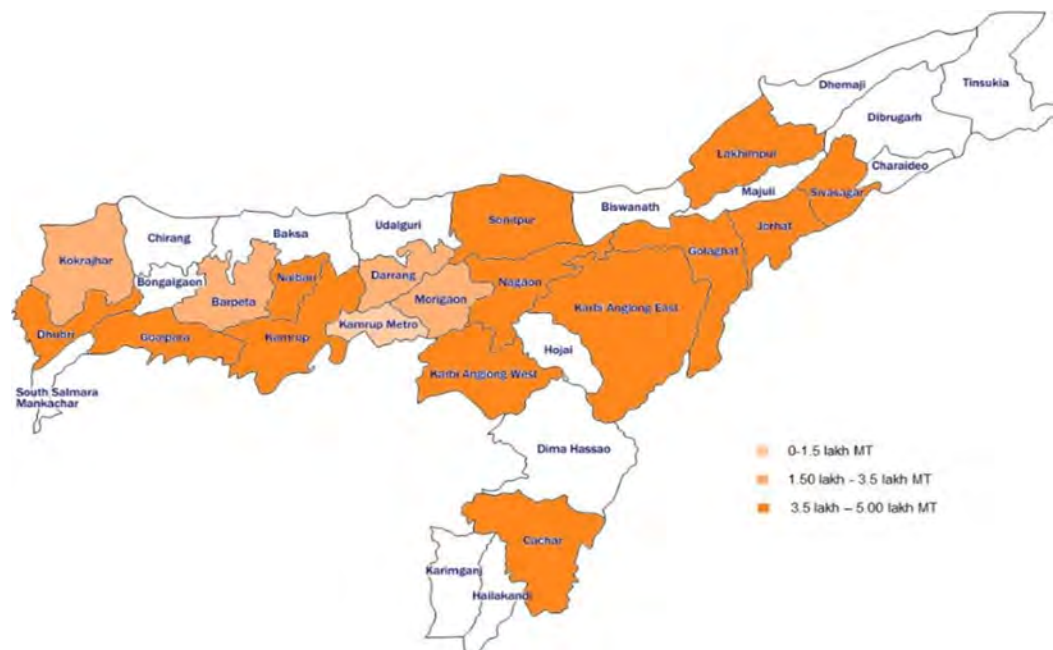 Tinsukia
Dhemaji
Dibrugarh
Lakhimpur
Charaideo
Majuli
Sivasagar
Biswanath
Sonitpur
Udalguri
Jorhat
Chirang
Baksa
Golaghat
Kokrajhar
Darrang
Nalbari
Nagaon
Bongaigaon
Morigaon
Barpeta
Karbi Anglong East
Kamrup Metro
Dhubri
Goalpara
Kamrup
Hojai
Karbi Anglong West
South Salmara
Mankachar
Dima Hassao
0-1.5 lakh MT
1.50 lakh - 3.5 lakh MT
3.5 lakh – 5.00 lakh MT
Cachar
Karimganj
Hailakandi